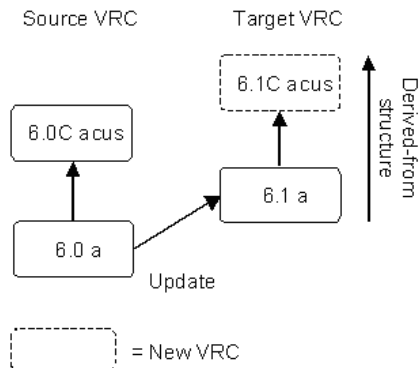 Source VRC
Target VRC
6.1C acus
6.0C acus
Derived-from
structure
6.1 a
6.0 a
Update
= New VRC